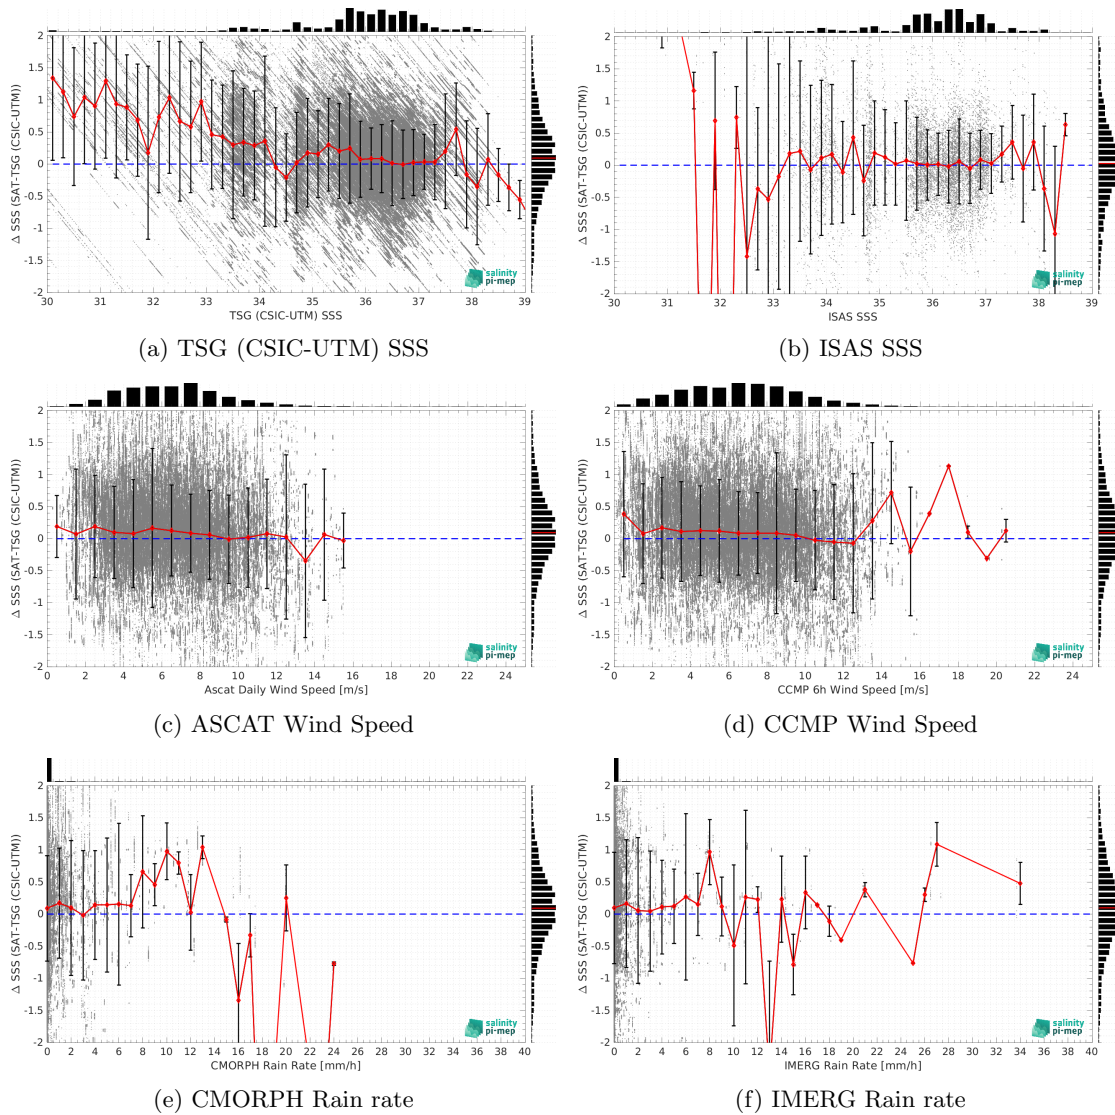 2
1.5
1
0.5
0
-0.5
-1
-1.5
-2
Δ SSS (SAT-TSG (CSIC-UTM))
30 31 32 33 34 35 36 37 38 39
TSG (CSIC-UTM) SSS
salinity
pi-mep
(a) TSG (CSIC-UTM) SSS
2
1.5
1
0.5
0
-0.5
-1
-1.5
-2
Δ SSS (SAT-TSG (CSIC-UTM))
30 31 32 33 34 35 36 37 38 39
ISAS SSS
salinity
pi-mep
(b) ISAS SSS
2
1.5
1
0.5
0
-0.5
-1
-1.5
-2
Δ SSS (SAT-TSG (CSIC-UTM))
0 2 4 6 8 10 12 14 16 18 20 22 24
Ascat Daily Wind Speed [m/s]
salinity
pi-mep
(c) ASCAT Wind Speed
2
1.5
1
0.5
0
-0.5
-1
-1.5
-2
Δ SSS (SAT-TSG (CSIC-UTM))
0 2 4 6 8 10 12 14 16 18 20 22 24
CCMP 6h Wind Speed [m/s]
salinity
pi-mep
(d) CCMP Wind Speed
2
1.5
1
0.5
0
-0.5
-1
-1.5
-2
Δ SSS (SAT-TSG (CSIC-UTM))
0 2 4 6 8 10 12 14 16 18 20 22 24 26 28 30 32 34 36 38 40
CMORPH Rain Rate [mm/h]
salinity
pi-mep
(e) CMORPH Rain rate
2
1.5
1
0.5
0
-0.5
-1
-1.5
-2
Δ SSS (SAT-TSG (CSIC-UTM))
0 2 4 6 8 10 12 14 16 18 20 22 24 26 28 30 32 34 36 38 40
IMERG Rain Rate [mm/h]
salinity
pi-mep
(f) IMERG Rain rate